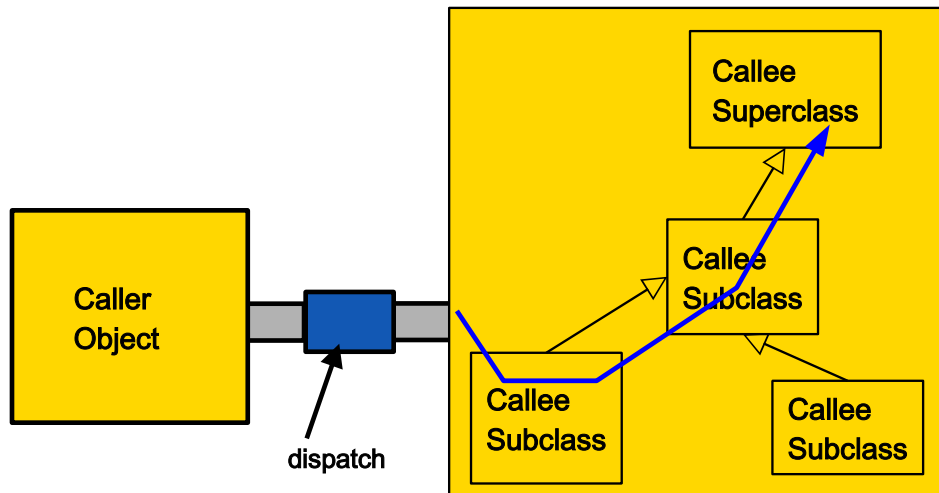 Callee
Superclass
Caller
Object
Callee
Subclass
dispatch
Callee
Subclass
Callee
Subclass